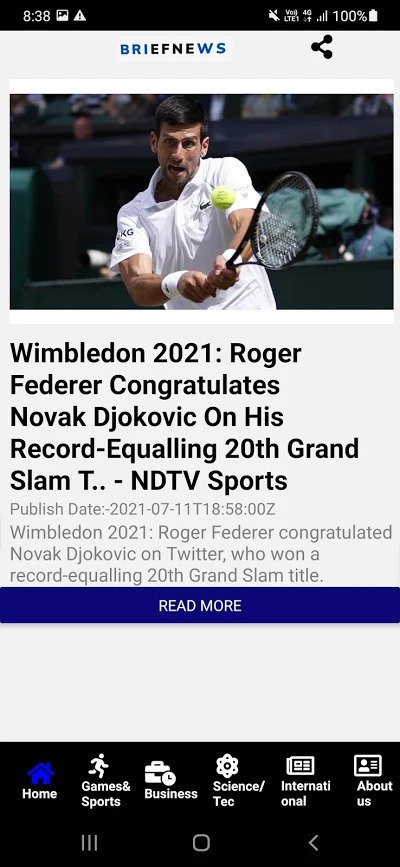 8:38 Vo) 4G LTE1 100%
BRIEFNEWS
KG
Wimbledon 2021: Roger
Federer Congratulates
Novak Djokovic On His
Record-Equalling 20th Grand
Slam T.. - NDTV Sports
Publish Date:-2021-07-11T18:58:00Z
Wimbledon 2021: Roger Federer congratulated
Novak Djokovic on Twitter, who won a
record-equalling 20th Grand Slam title.
READ MORE
Home
Games&
Sports
Business
Science/
Tec
Internati
onal
About
us